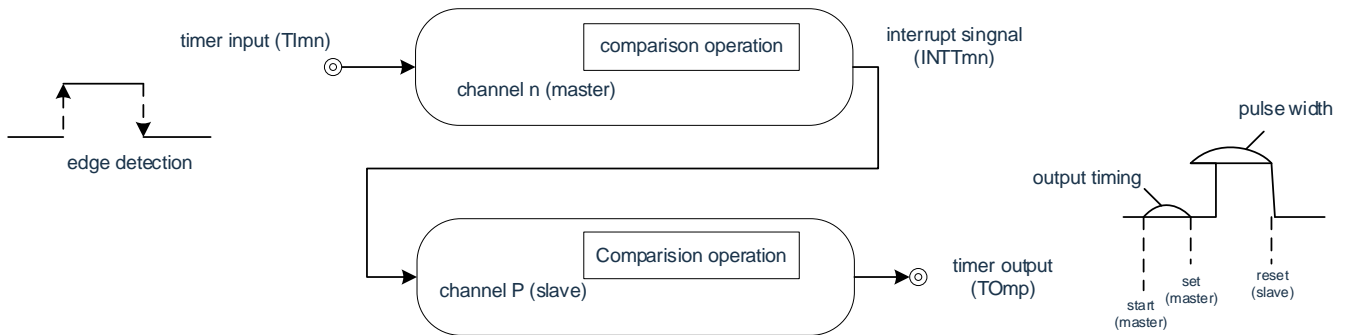 timer input (TImn)
comparison operation
channel n (master)
interrupt singnal
(INTTmn)
edge detection
pulse width
output timing
Comparision operation
channel P (slave)
timer output
(TOmp)
start
(master)
set
(master)
reset
(slave)